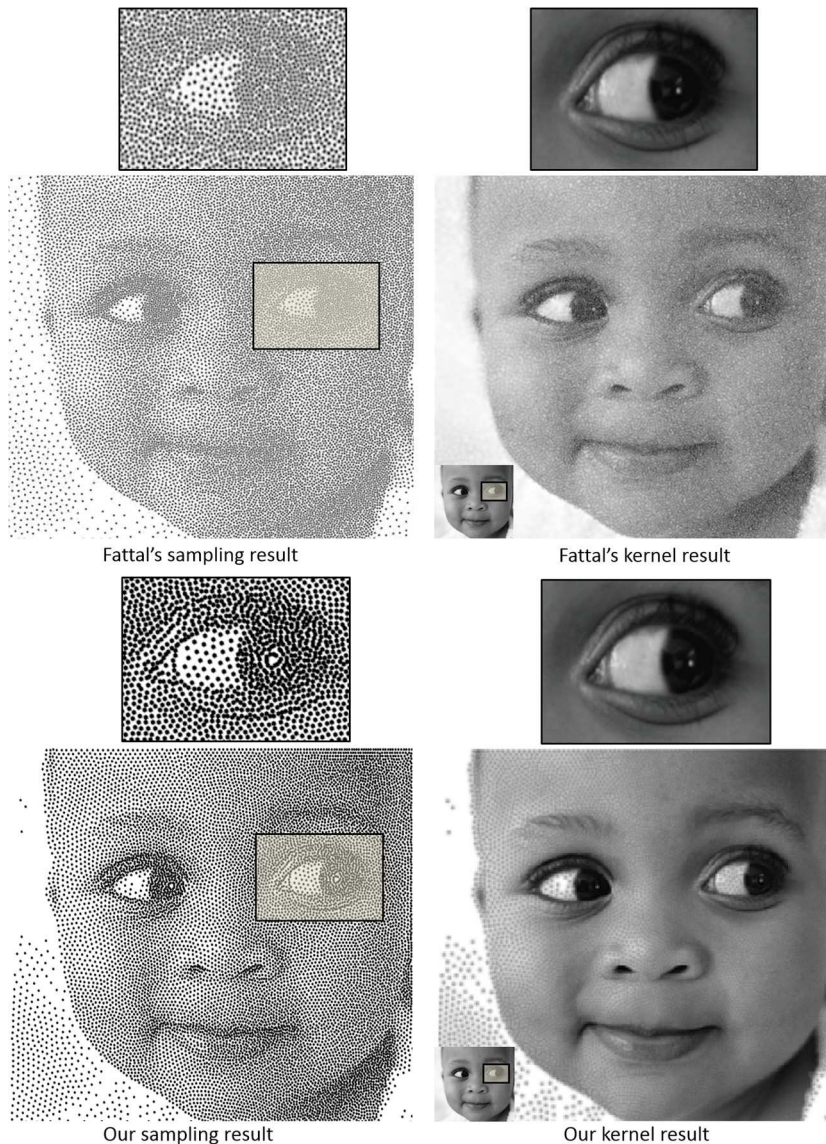 Fattal's sampling result
Fattal's kernel result
Our sampling result
Our kernel result